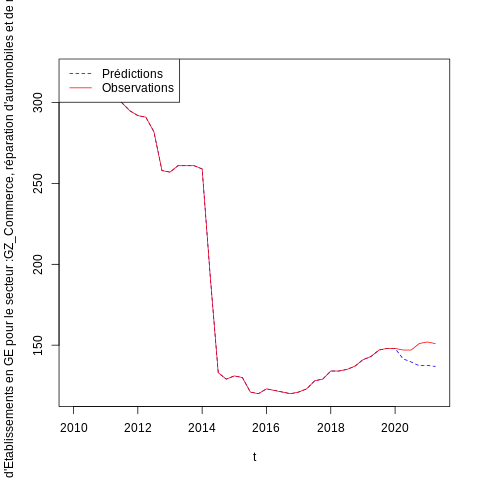 Prédictions
Observations
300
250
200
150
2010
2012
2014
2016
2018
2020
t
d'Etablissements en GE pour le secteur :GZ_Commerce, réparation d'automobiles et de